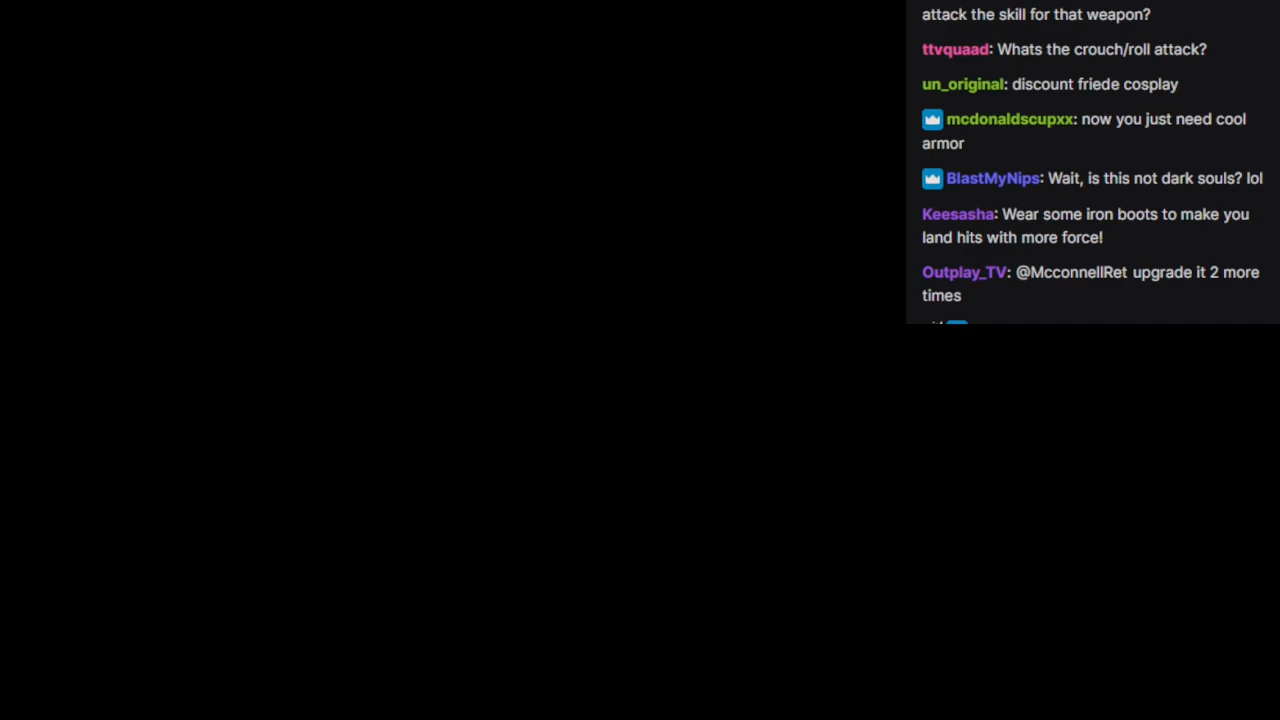 attack the skill for that weapon?
ttvquaad: Whats the crouch/roll attack?
un_original: discount friede cosplay
mcdonaldscupxx: now you just need cool
armor
BlastMyNips: Wait, is this not dark souls? lol
Keesasha: Wear some iron boots to make you
land hits with more force!
Outplay_TV: @McconnellRet upgrade it 2 more
times